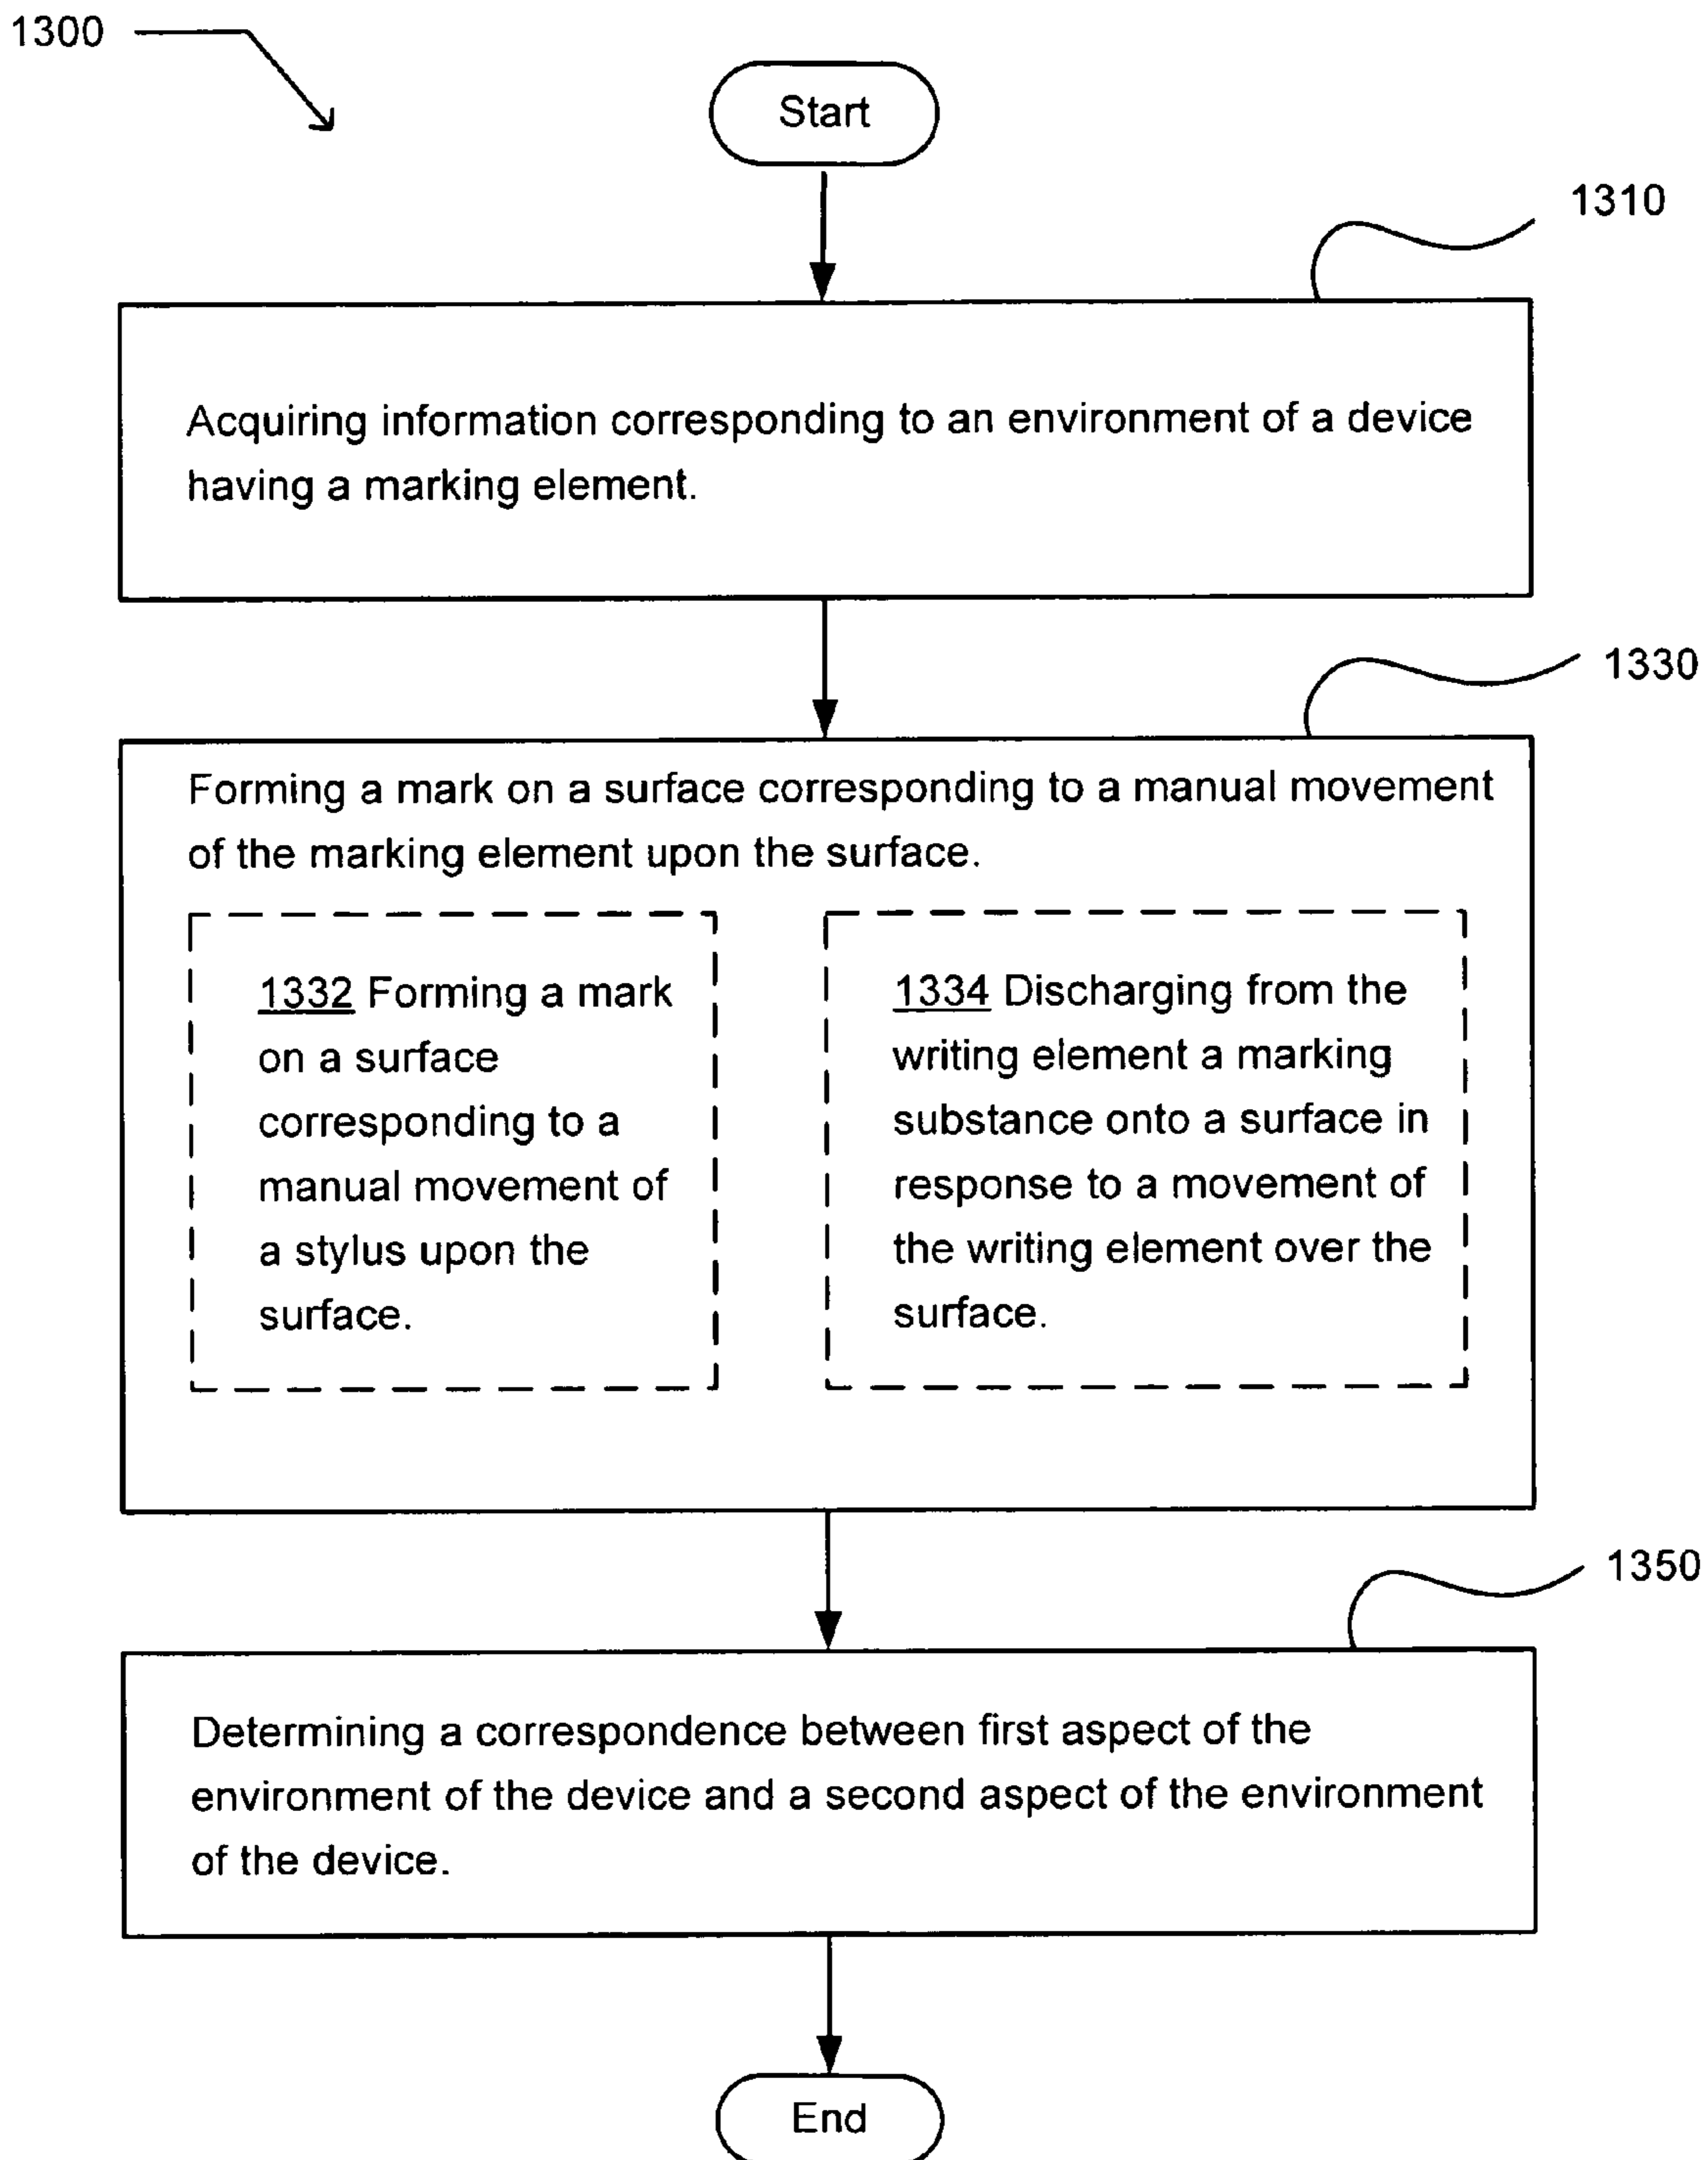 1300
Start
1310
Acquiring information corresponding to an environment of a device
having a marking element.
1330
Forming a mark on a surface corresponding to a manual movement
of the marking element upon the surface.
1332 Forming a mark
on a surface
corresponding to a
manual movement of
a stylus upon the
surface.
1334 Discharging from the
writing element a marking
substance onto a surface in
response to a movement of
the writing element over the
surface.
1350
Determining a correspondence between first aspect of the
environment of the device and a second aspect of the environment
of the device.
End